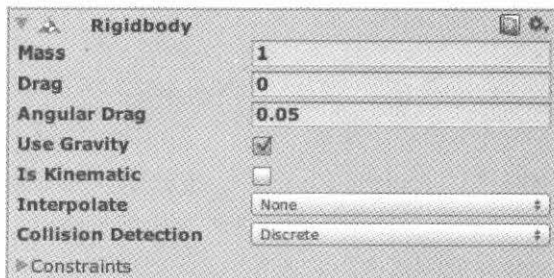 Rigidbody
Mass 1
Drag 0
Angular Drag 0.05
Use Gravity
Is Kinematic
Interpolate None
Collision Detection Discrete
Constraints